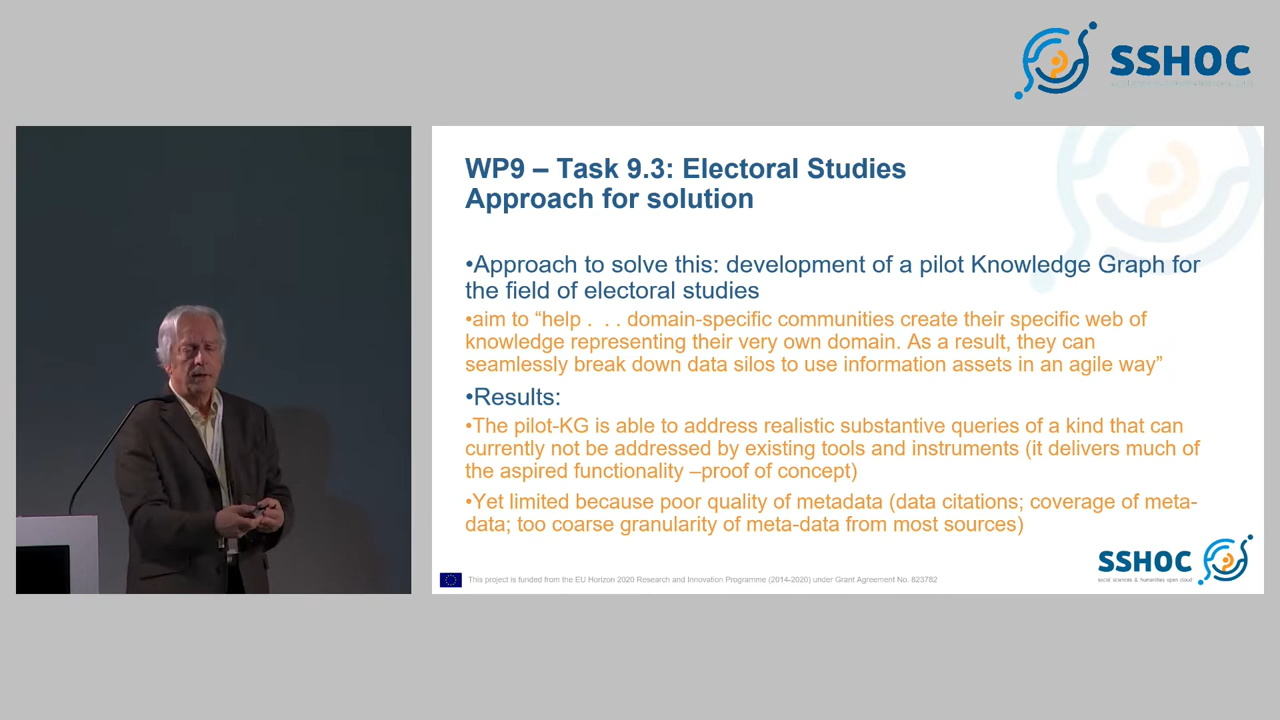 SSHOC
WP9 – Task 9.3: Electoral Studies
Approach for solution
•Approach to solve this: development of a pilot Knowledge Graph for
the field of electoral studies
•aim to “help . . . domain-specific communities create their specific web of
knowledge representing their very own domain. As a result, they can
seamlessly break down data silos to use information assets in an agile way”
•Results:
•The pilot-KG is able to address realistic substantive queries of a kind that can
currently not be addressed by existing tools and instruments (it delivers much of
the aspired functionality –proof of concept)
•Yet limited because poor quality of metadata (data citations; coverage of meta-
data; too coarse granularity of meta-data from most sources)
SSHOC
social sciences & humanities open cloud
This project is funded from the EU Horizon 2020 Research and Innovation Programme (2014-2020) under Grant Agreement No. 823782